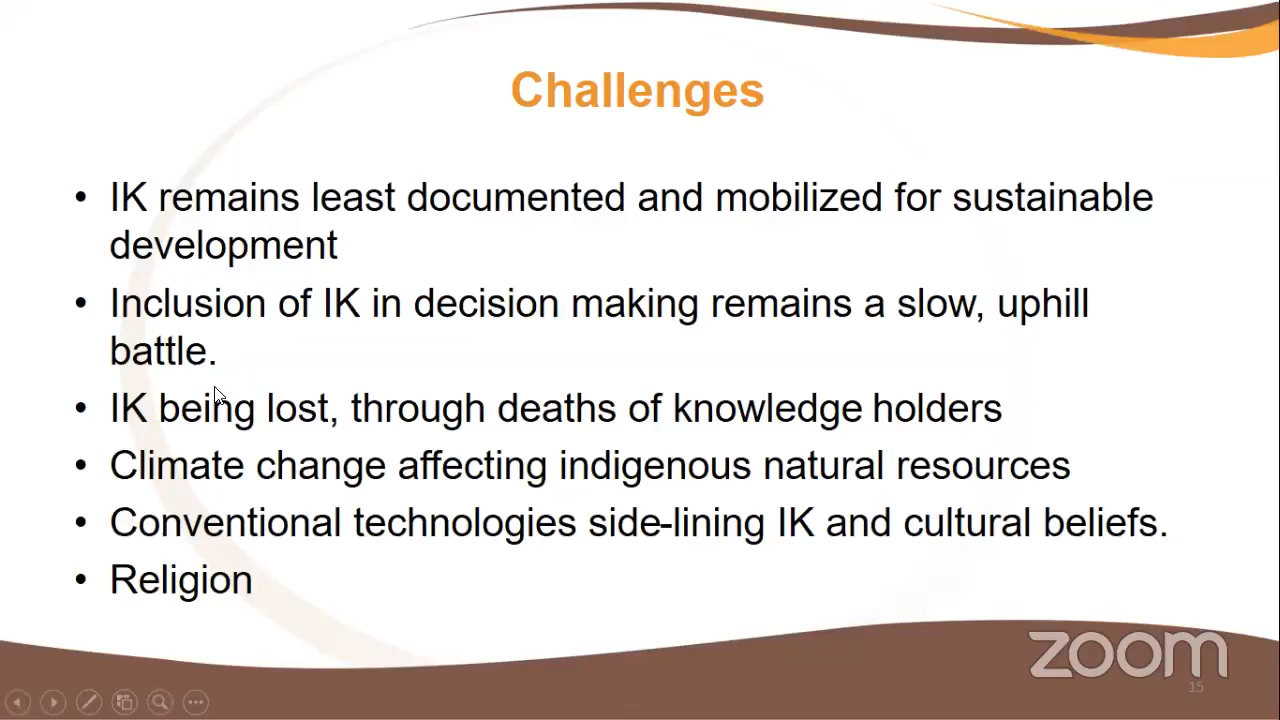 Challenges
• IK remains least documented and mobilized for sustainable
development
• Inclusion of IK in decision making remains a slow, uphill
battle.
• IK being lost, through deaths of knowledge holders
• Climate change affecting indigenous natural resources
• Conventional technologies side-lining IK and cultural beliefs.
• Religion
zoom
15